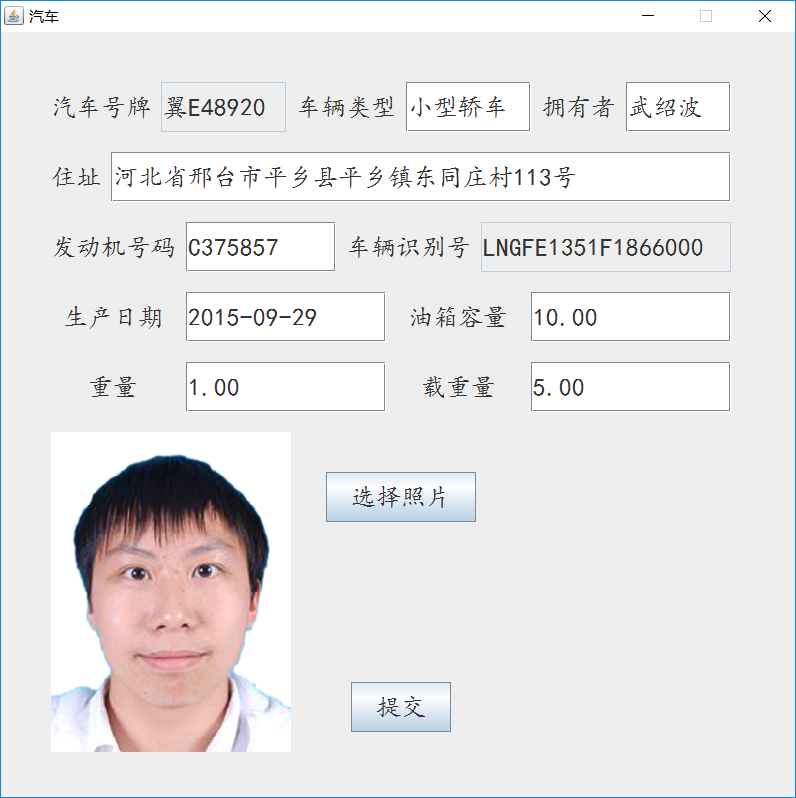 汽车
汽车号牌 翼E48920 车辆类型 小型轿车 拥有者 武绍波
住址 河北省邢台市平乡县平乡镇东同庄村113号
发动机号码 C375857 车辆识别号 LNGFE1351F1866000
生产日期 2015-09-29 油箱容量 10.00
重量 1.00 载重量 5.00
选择照片
提交